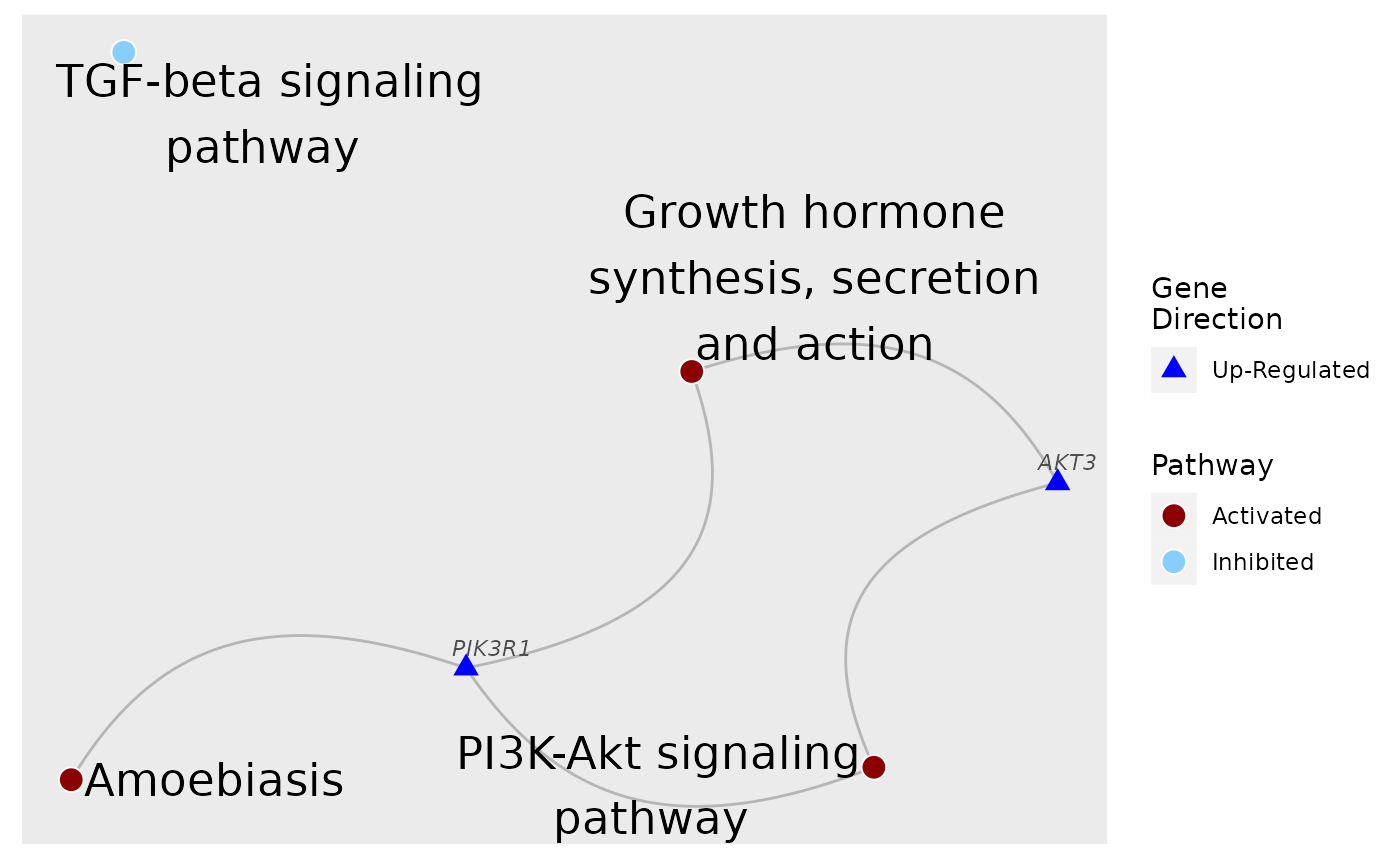 TGF-beta signaling
pathway
Growth hormone
synthesis, secretion
and action
AKT3
PIK3R1
PI3K-Akt signaling
pathway
Amoebiasis
Gene
Direction
Up-Regulated
Pathway
Activated
Inhibited